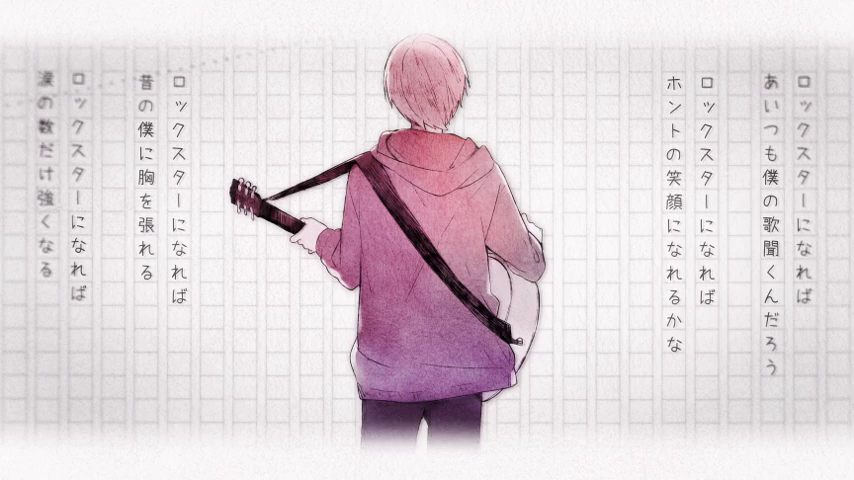 ロックスターになれば
あいつも僕の歌聞くんだろう
ロックスターになれば
ホントの笑顔になれるかな
ロックスターになれば
昔の僕に胸を張れる
ロックスターになれば
涙の数だけ強くなる